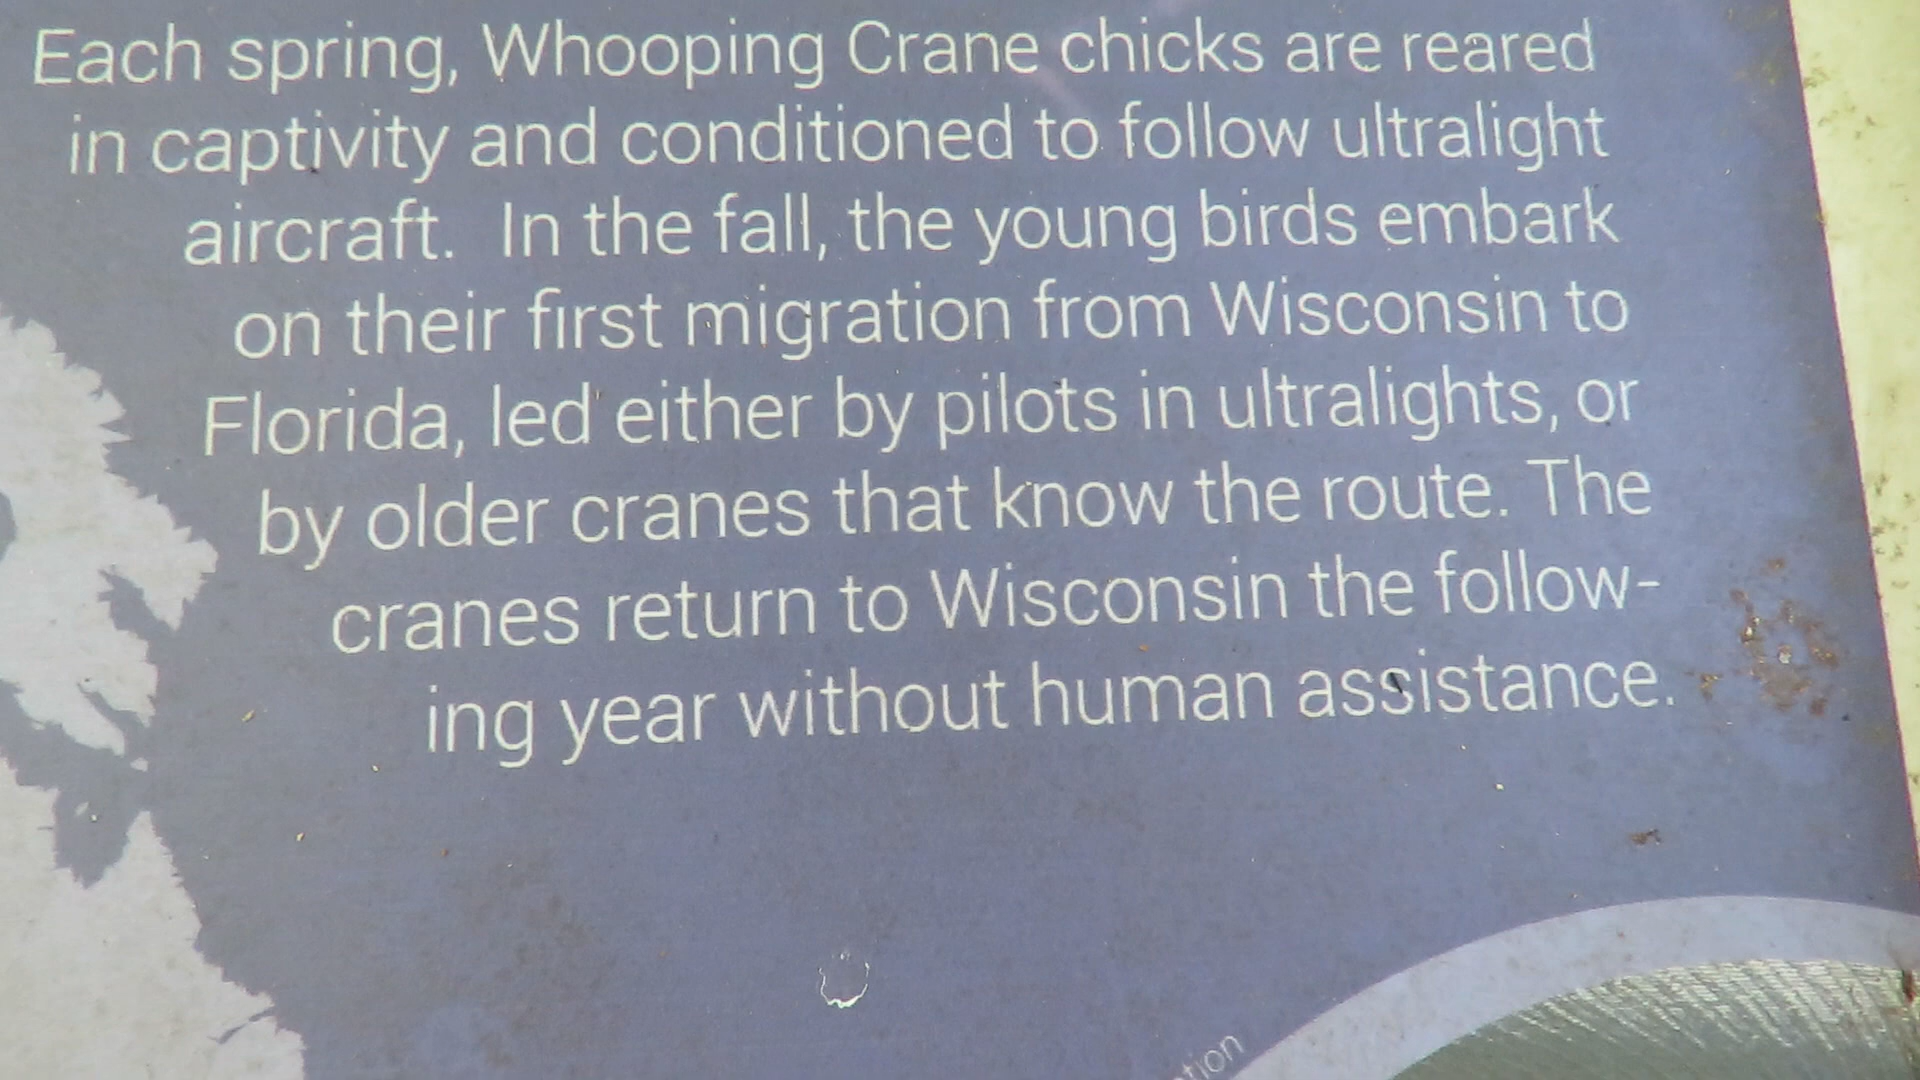 Each spring, Whooping Crane chicks are reared
in captivity and conditioned to follow ultralight
aircraft.  In the fall, the young birds embark
on their first migration from Wisconsin to
Florida, led either by pilots in ultralights, or
by older cranes that know the route. The
cranes return to Wisconsin the follow-
ing year without human assistance.